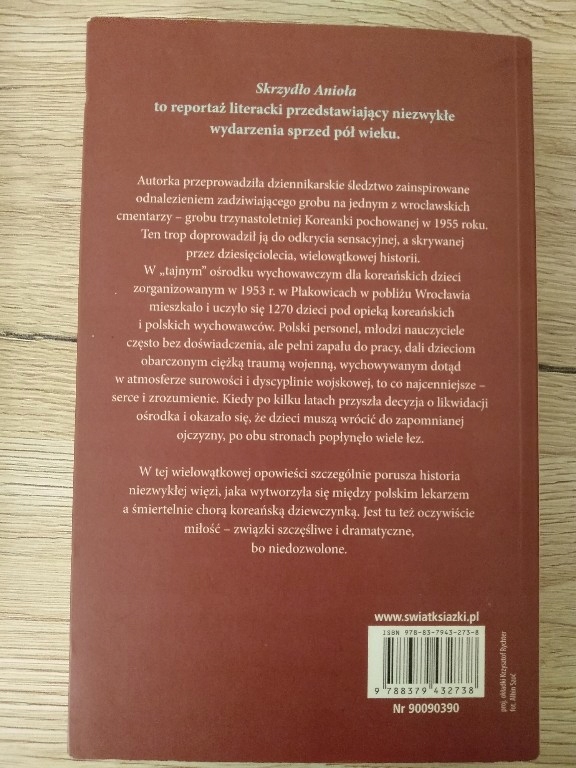 Skrzydło Anioła
to reportaż literacki przedstawiający niezwykłe
wydarzenia sprzed pół wieku.
Autorka przeprowadziła dziennikarskie śledztwo zainspirowane
odnalezieniem zadziwiającego grobu na jednym z wrocławskich
cmentarzy – grobu trzynastoletniej Koreanki pochowanej w 1955 roku.
Ten trop doprowadził ją do odkrycia sensacyjnej, a skrywanej
przez dziesięciolecia, wielowątkowej historii.
W „tajnym” ośrodku wychowawczym dla koreańskich dzieci
zorganizowanym w 1953 r. w Płakowicach w pobliżu Wrocławia
mieszkało i uczyło się 1270 dzieci pod opieką koreańskich
i polskich wychowawców. Polski personel, młodzi nauczyciele
często bez doświadczenia, ale pełni zapału do pracy, dali dzieciom
obarczonym ciężką traumą wojenną, wychowywanym dotąd
w atmosferze surowości i dyscyplinie wojskowej, to co najcenniejsze –
serce i zrozumienie. Kiedy po kilku latach przyszła decyzja o likwidacji
ośrodka i okazało się, że dzieci muszą wrócić do zapomnianej
ojczyzny, po obu stronach popłynęło wiele łez.
W tej wielowątkowej opowieści szczególnie porusza historia
niezwykłej więzi, jaka wytworzyła się między polskim lekarzem
a śmiertelnie chorą koreańską dziewczynką. Jest tu też oczywiście
miłość – związki szczęśliwe i dramatyczne,
bo niedozwolone.
www.swiatksiazki.pl
ISBN 978-83-7943-273-8
9 788379 432738
Nr 90090390
proj. okładki Krzysztof Rychter
fot. Allen